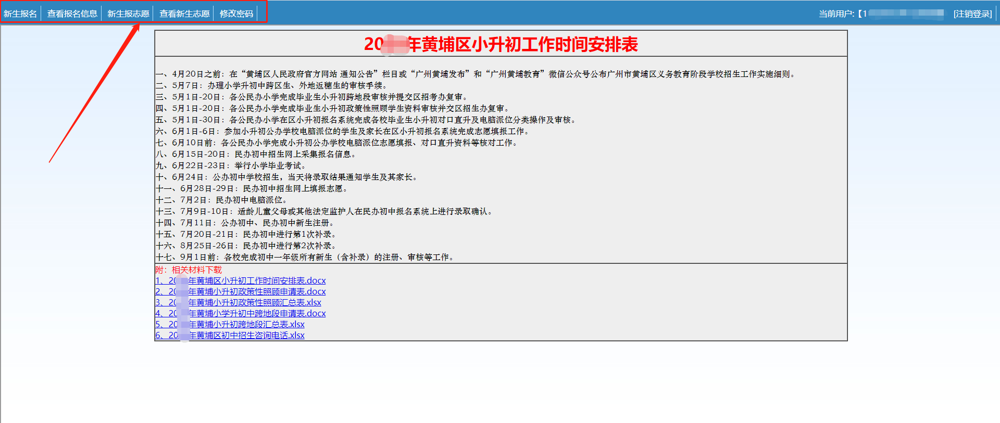 新生报名 查看报名信息 新生报志愿 查看新生志愿 修改密码 当前用户:【1 [注销登录]
20 年黄埔区小升初工作时间安排表
一、4月20日之前：在“黄埔区人民政府官方网站 通知公告”栏目或“广州黄埔发布”和“广州黄埔教育”微信公众号公布广州市黄埔区义务教育阶段学校招生工作实施细则。
二、5月7日：办理小学升初中跨区生、外地返穗生的审核手续。
三、5月1日-20日：各公民办小学完成毕业生小升初跨地段审核并提交区招考办复审。
四、5月1日-20日：各公民办小学完成毕业生小升初政策性照顾学生资料审核并交区招生办复审。
五、5月1日-30日：各公民办小学在区小升初报名系统完成各校毕业生小升初对口直升及电脑派位分类操作及审核。
六、6月1日-6日：参加小升初公办学校电脑派位的学生及家长在区小升初报名系统完成志愿填报工作。
七、6月10日前：各公民办小学完成小升初公办学校电脑派位志愿填报、对口直升资料等核对工作。
八、6月15日-20日：民办初中招生网上采集报名信息。
九、6月22日-23日：举行小学毕业考试。
十、6月24日：公办初中学校招生，当天将录取结果通知学生及其家长。
十一、6月28日-29日：民办初中招生网上填报志愿。
十二、7月2日：民办初中电脑派位。
十三、7月9日-10日：适龄儿童父母或其他法定监护人在民办初中报名系统上进行录取确认。
十四、7月11日：公办初中、民办初中新生注册。
十五、7月20日-21日：民办初中进行第1次补录。
十六、8月25日-26日：民办初中进行第2次补录。
十七、9月1日前：各校完成初中一年级所有新生（含补录）的注册、审核等工作。
附：相关材料下载
1、20 年黄埔区小升初工作时间安排表.docx
2、20 年黄埔小升初政策性照顾申请表.docx
3、20 年黄埔小升初政策性照顾汇总表.xlsx
4、20 年黄埔小学升初中跨地段申请表.docx
5、20 年黄埔小升初跨地段汇总表.xlsx
6、20 年黄埔区初中招生咨询电话.xlsx